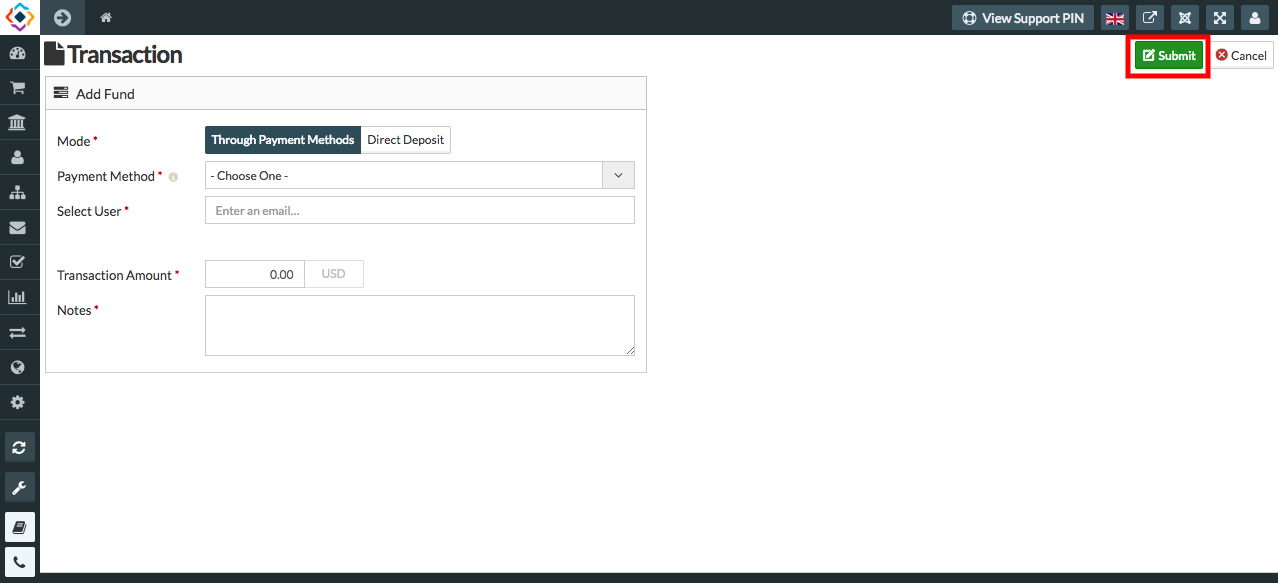 View Support PIN
Transaction
Submit
Cancel
Add Fund
Mode *
Through Payment Methods
Direct Deposit
Payment Method *
- Choose One -
Select User *
Enter an email...
Transaction Amount *
0.00
USD
Notes *